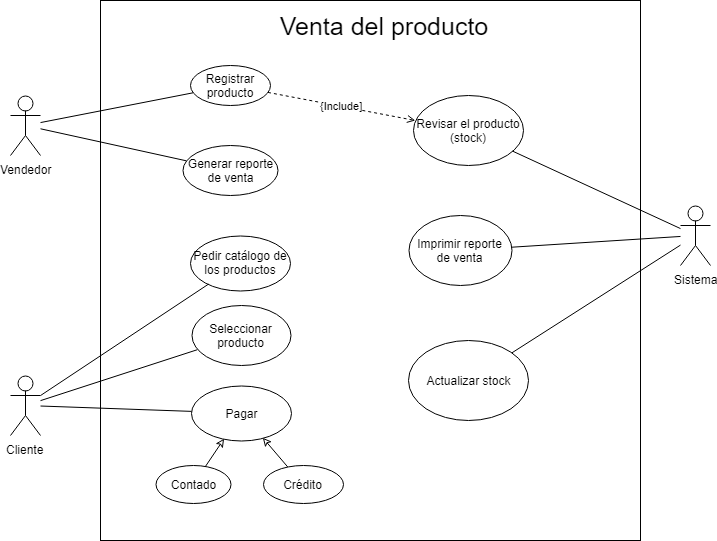 Venta del producto
Registrar
producto
{Include]
Revisar el producto
(stock)
Vendedor
Generar reporte
de venta
Pedir catálogo de
los productos
Imprimir reporte
de venta
Sistema
Seleccionar
producto
Actualizar stock
Pagar
Cliente
Contado
Crédito